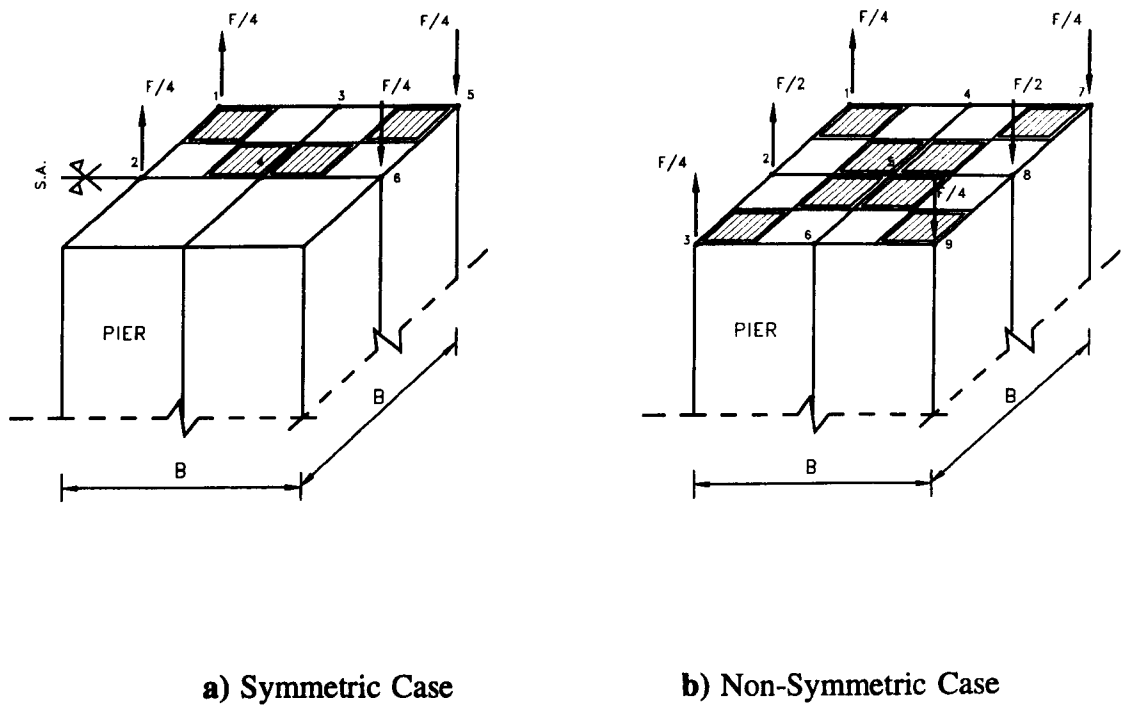 F/4
F/4
F/4
F/4
1
3
5
2
4
6
S.A.
PIER
B
B
F/4
F/4
F/2
F/2
F/4
F/4
1
4
7
2
5
8
3
6
9
PIER
B
B
a) Symmetric Case
b) Non-Symmetric Case